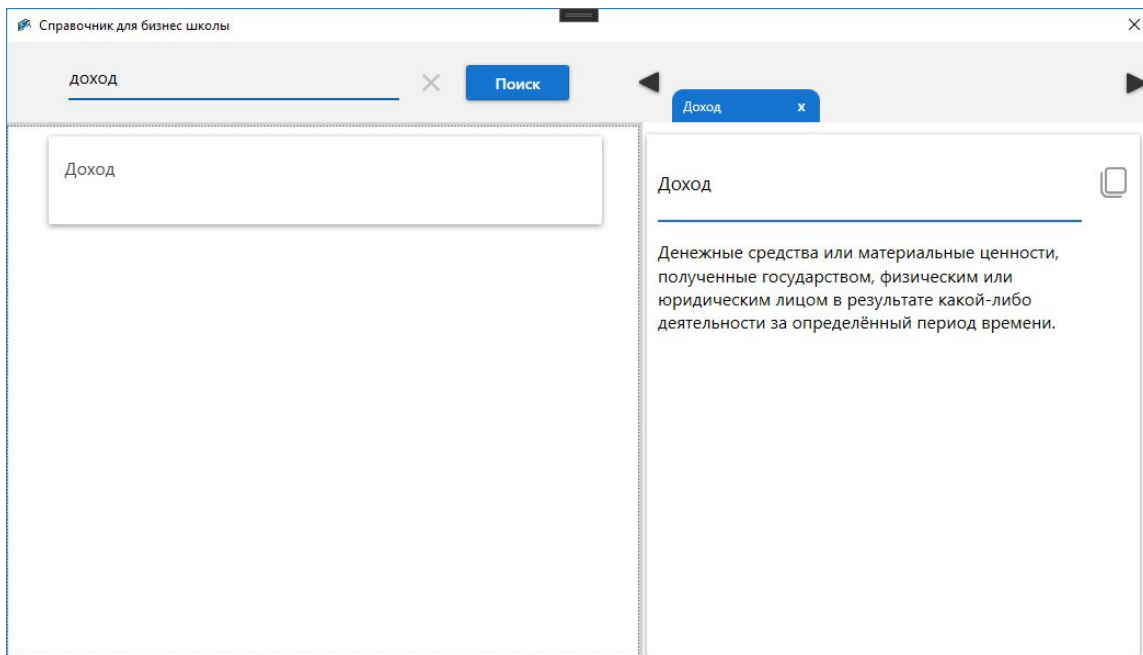 Справочник для бизнес школы
доход
Поиск
Доход x
Доход
Доход
Денежные средства или материальные ценности,
полученные государством, физическим или
юридическим лицом в результате какой-либо
деятельности за определённый период времени.